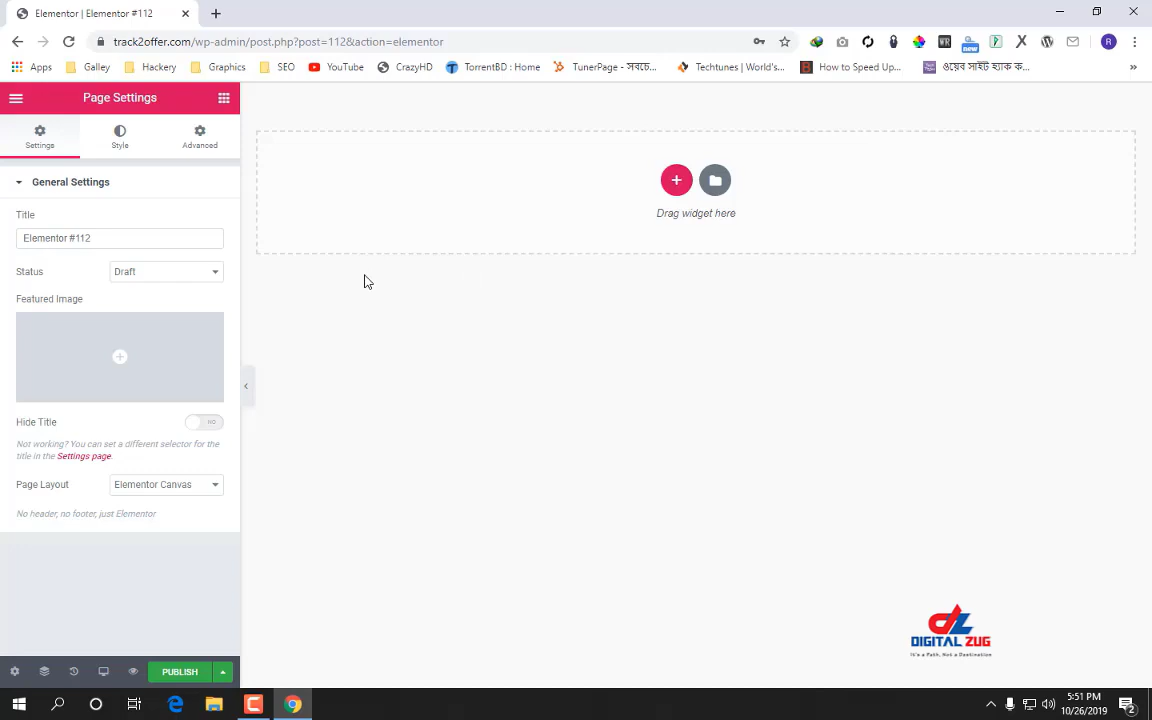 Elementor | Elementor #112
track2offer.com/wp-admin/post.php?post=112&action=elementor
Apps Galley Hackery Graphics SEO YouTube CrazyHD TorrentBD : Home TunerPage - সবচে... Techtunes | World's... How to Speed Up... ওয়েব সাইট হ্যাক ক...
Page Settings
Settings Style Advanced
General Settings
Title
Elementor #112
Status Draft
Featured Image
Hide Title NO
Not working? You can set a different selector for the
title in the Settings page.
Page Layout Elementor Canvas
No header, no footer, just Elementor
PUBLISH
Drag widget here
DIGITAL ZUG
It's a Path, Not a Destination
5:51 PM
10/26/2019